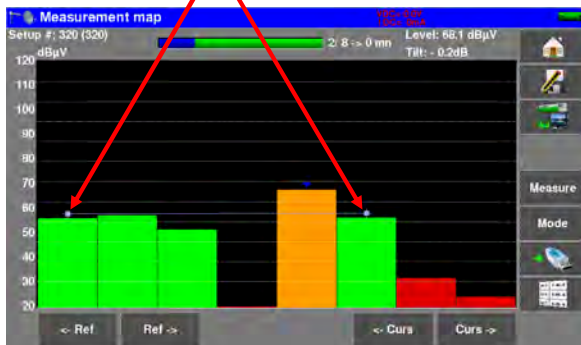 Measurement map
Setup #: 320 (320)
2: 8 -> 0 mn
Level: 68.1 dBµV
Tilt: - 0.2dB
dBµV
120
110
100
90
80
70
60
50
40
30
20
Measure
Mode
<- Ref
Ref ->
<- Curs
Curs ->